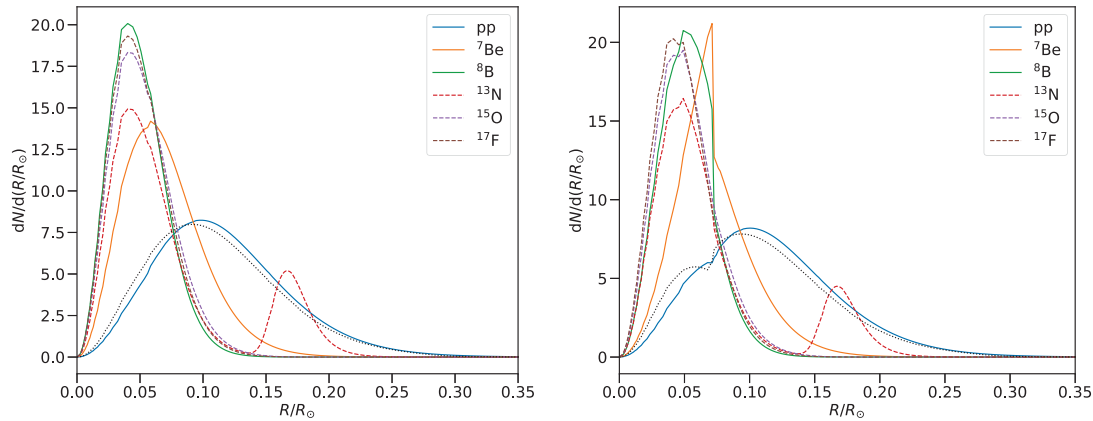 20.0
17.5
15.0
12.5
10.0
7.5
5.0
2.5
0.0
dN/d(R/R⊙)
0.00 0.05 0.10 0.15 0.20 0.25 0.30 0.35
R/R⊙
pp
⁷Be
⁸B
¹³N
¹⁵O
¹⁷F
20
15
10
5
0
dN/d(R/R⊙)
0.00 0.05 0.10 0.15 0.20 0.25 0.30 0.35
R/R⊙
pp
⁷Be
⁸B
¹³N
¹⁵O
¹⁷F